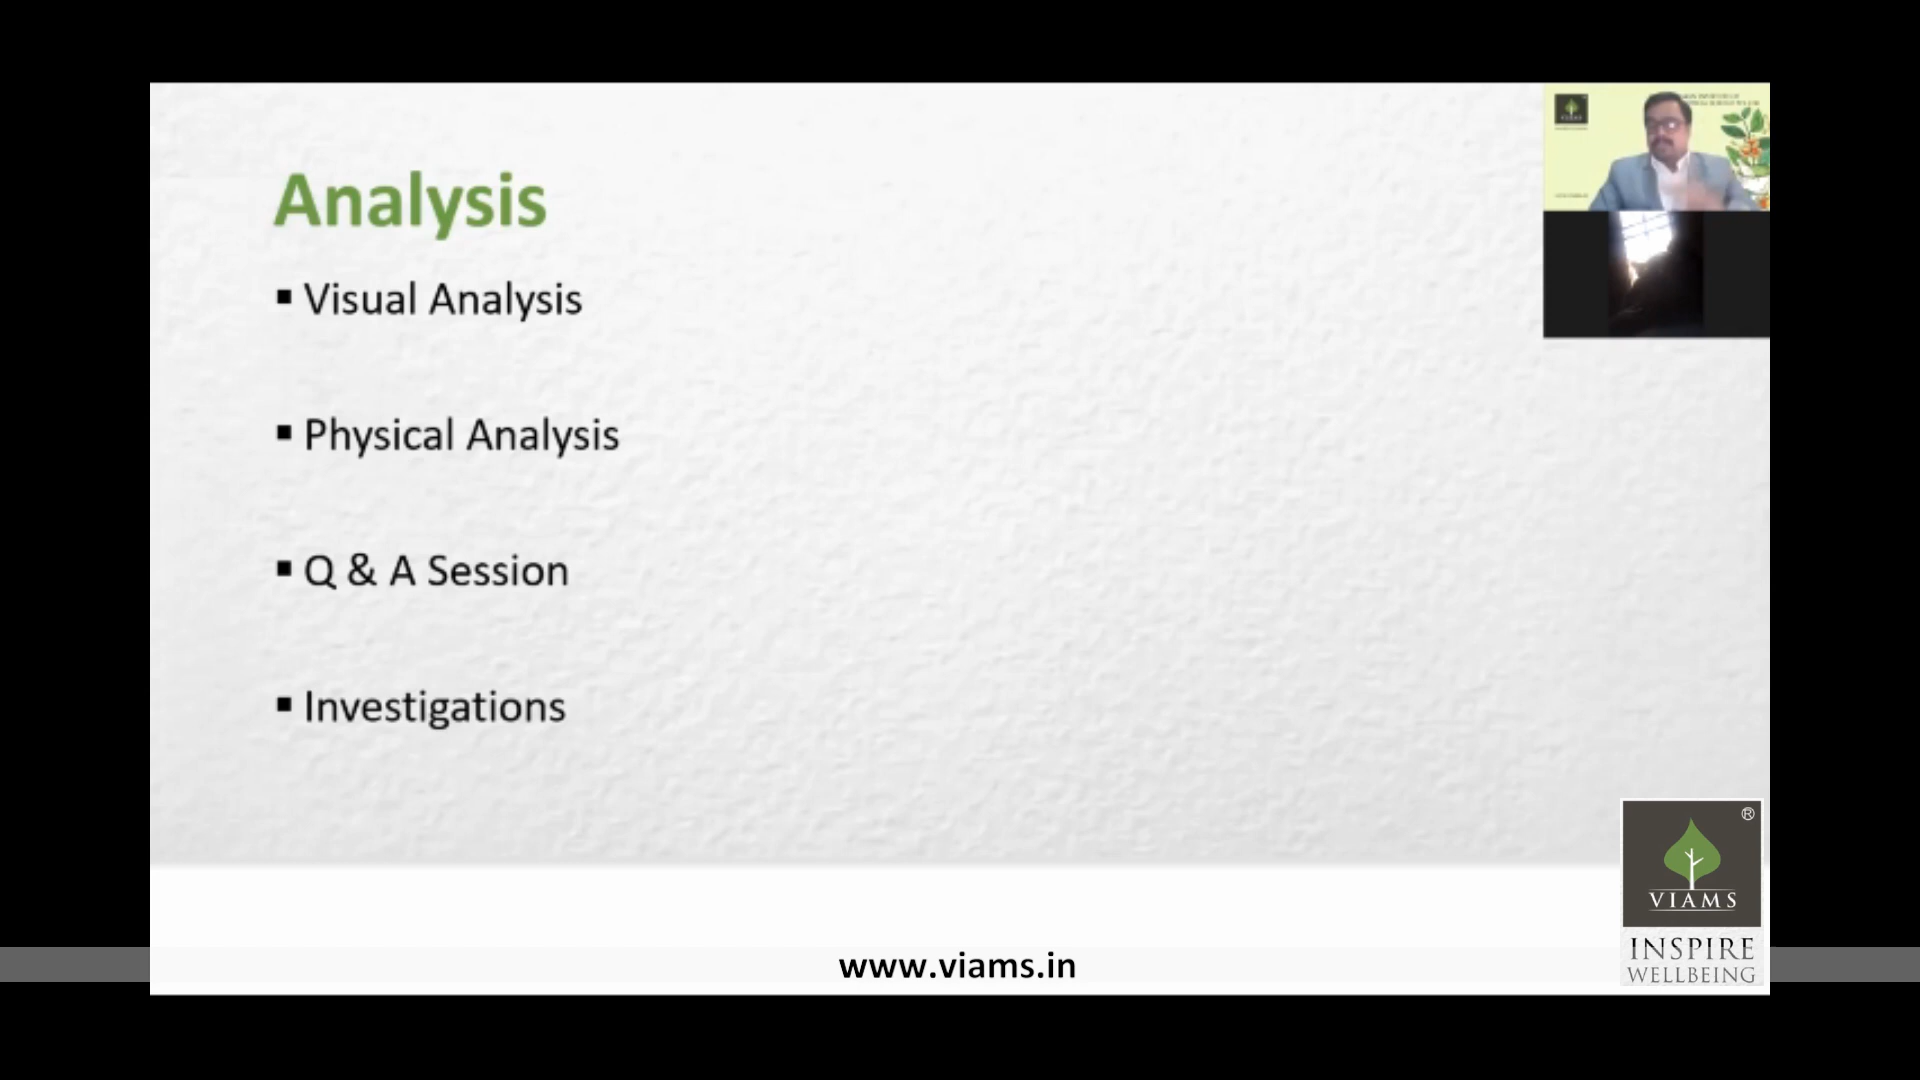 Analysis
▪ Visual Analysis
▪ Physical Analysis
▪ Q & A Session
▪ Investigations
®
VIAMS
INSPIRE
WELLBEING
www.viams.in